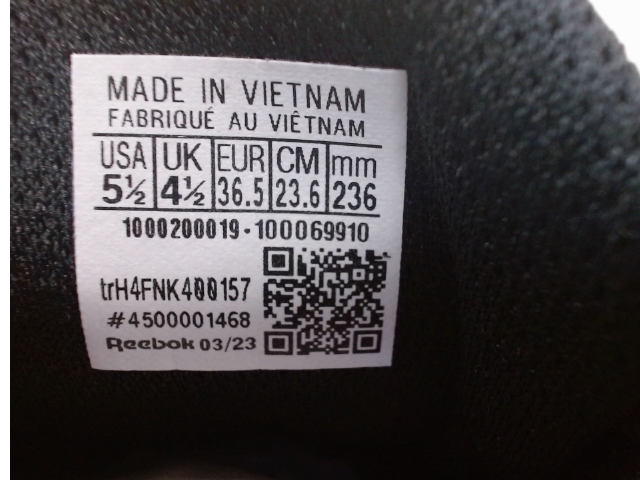 MADE IN VIETNAM
FABRIQUÉ AU VIÊTNAM
USA UK EUR CM mm
5½ 4½ 36.5 23.6 236
1000200019-100069910
trH4FNK400157
#4500001468
Reebok 03/23